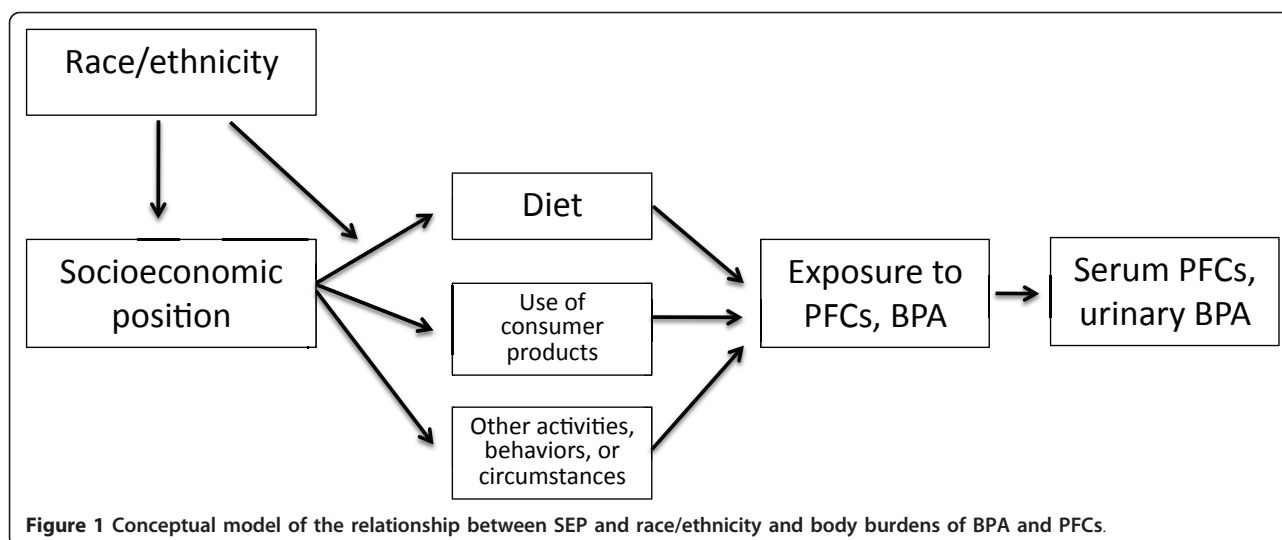 Race/ethnicity
Socioeconomic
position
Diet
Use of
consumer
products
Other activities,
behaviors, or
circumstances
Exposure to
PFCs, BPA
Serum PFCs,
urinary BPA
Figure 1 Conceptual model of the relationship between SEP and race/ethnicity and body burdens of BPA and PFCs.